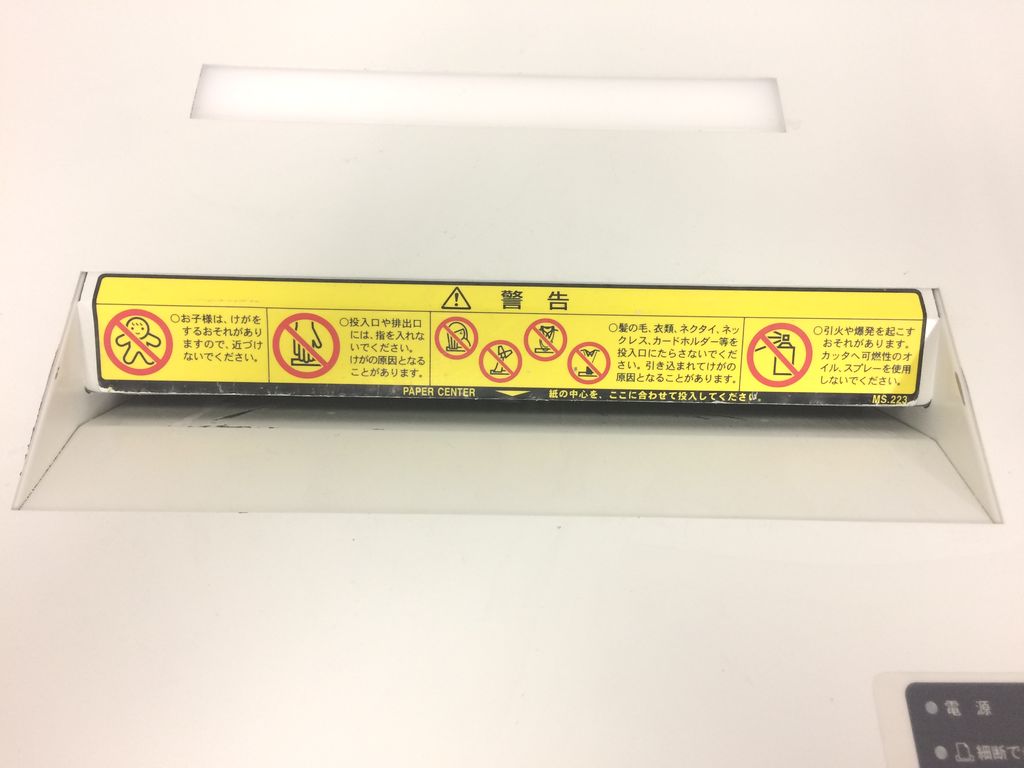 警告
○お子様は、けがを
するおそれがあり
ますので、近づけ
ないでください。
○投入口や排出口
には、指を入れな
いでください。
けがの原因となる
ことがあります。
○髪の毛、衣類、ネクタイ、ネッ
クレス、カードホルダー等を
投入口にたらさないでくだ
さい。引き込まれてけがの
原因となることがあります。
○引火や爆発を起こす
おそれがあります。
カッタへ可燃性のオ
イル、スプレーを使用
しないでください。
PAPER CENTER 紙の中心を、ここに合わせて投入してください。
MS.223
電源
細断で